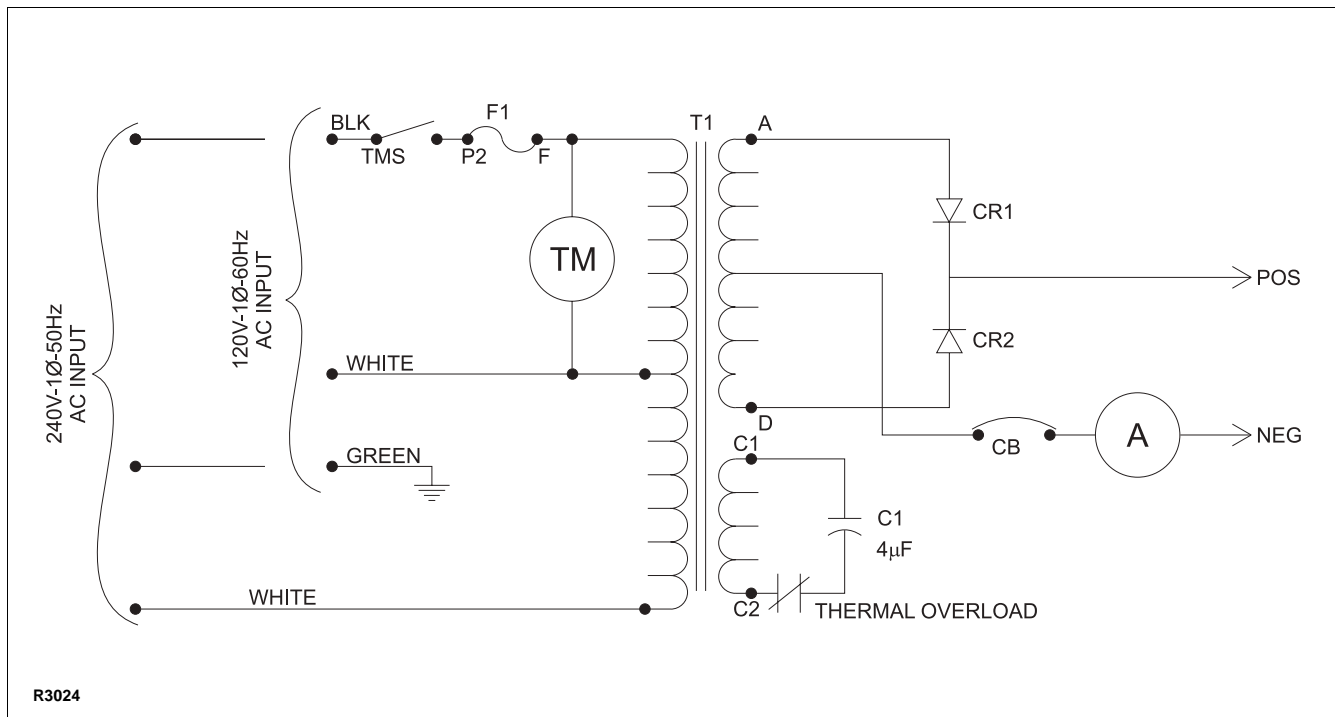 240V-1Ø-50Hz
AC INPUT
120V-1Ø-60Hz
AC INPUT
BLK
TMS
P2
F1
F
TM
WHITE
GREEN
WHITE
T1
A
D
C1
C2
CR1
CR2
POS
CB
A
NEG
C1
4µF
THERMAL OVERLOAD
R3024